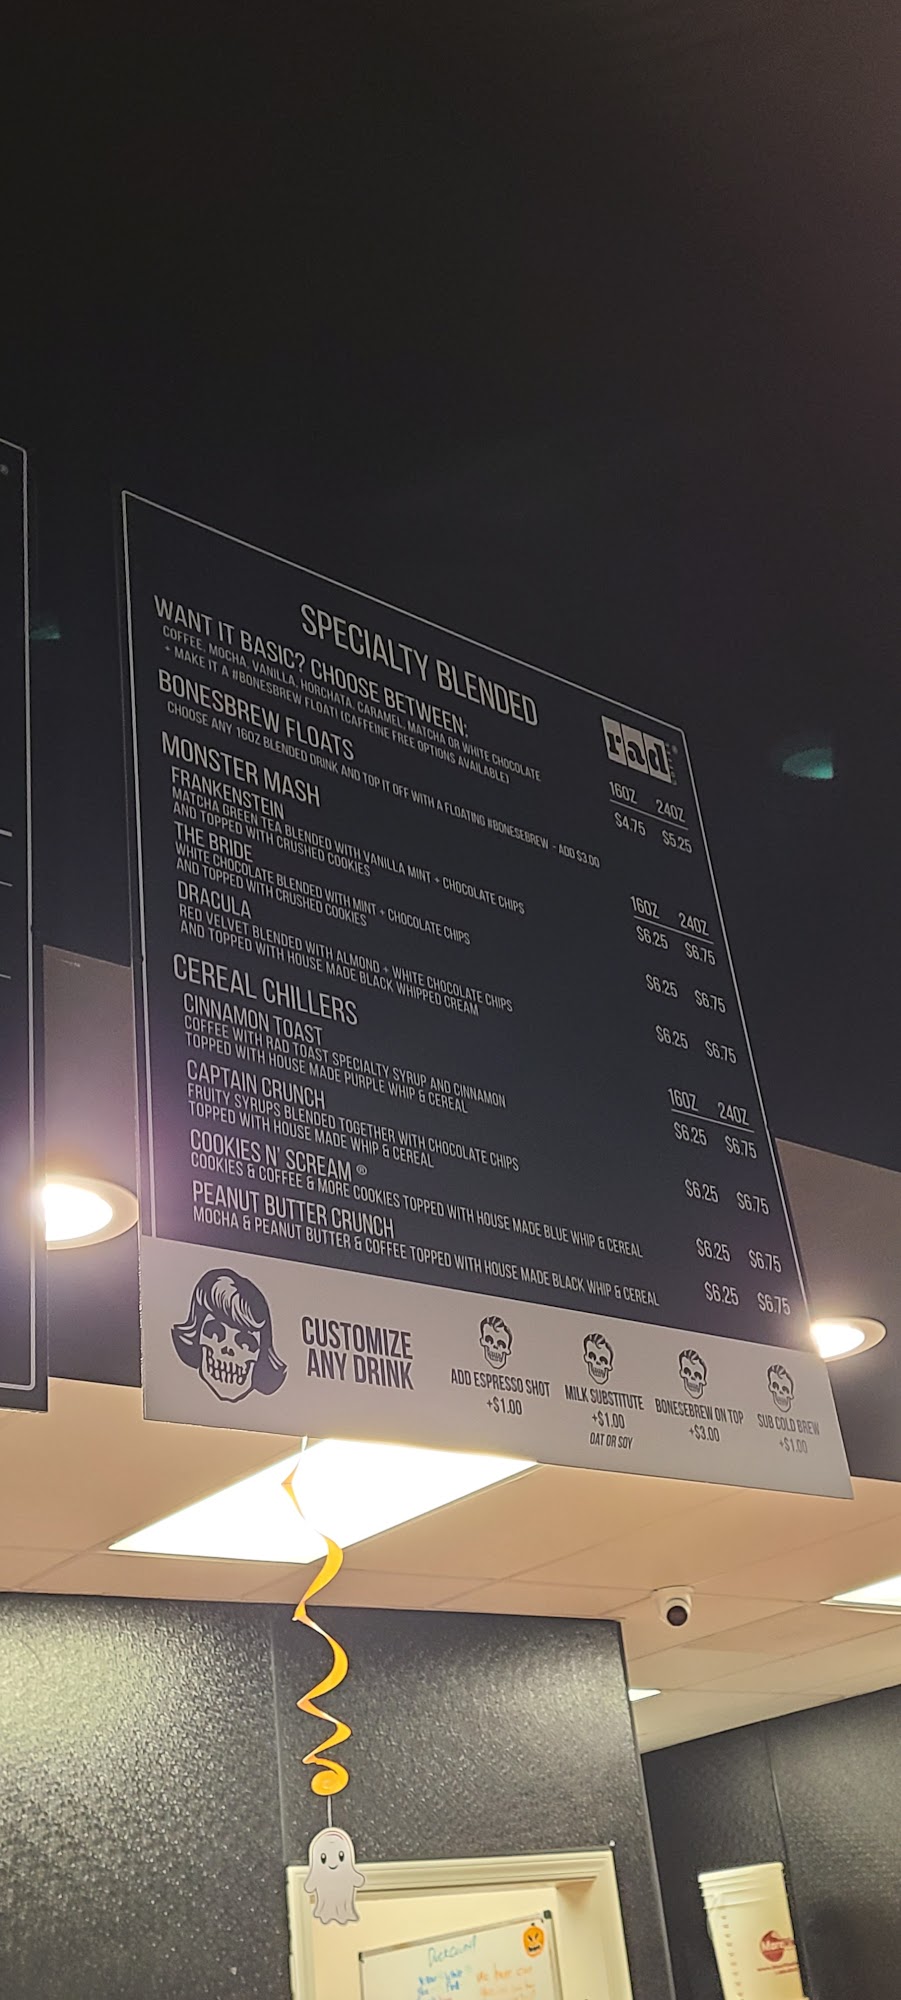 SPECIALTY BLENDED
rad
WANT IT BASIC? CHOOSE BETWEEN:
COFFEE, MOCHA, VANILLA, HORCHATA, CARAMEL, MATCHA OR WHITE CHOCOLATE
+ MAKE IT A #BONESBREW FLOAT! (CAFFEINE FREE OPTIONS AVAILABLE)
16OZ 24OZ
$4.75 $5.25
BONESBREW FLOATS
CHOOSE ANY 16OZ BLENDED DRINK AND TOP IT OFF WITH A FLOATING #BONESEBREW - ADD $3.00
MONSTER MASH
16OZ 24OZ
FRANKENSTEIN
$6.25 $6.75
MATCHA GREEN TEA BLENDED WITH VANILLA MINT + CHOCOLATE CHIPS
AND TOPPED WITH CRUSHED COOKIES
THE BRIDE
$6.25 $6.75
WHITE CHOCOLATE BLENDED WITH MINT + CHOCOLATE CHIPS
AND TOPPED WITH CRUSHED COOKIES
DRACULA
$6.25 $6.75
RED VELVET BLENDED WITH ALMOND + WHITE CHOCOLATE CHIPS
AND TOPPED WITH HOUSE MADE BLACK WHIPPED CREAM
CEREAL CHILLERS
16OZ 24OZ
CINNAMON TOAST
$6.25 $6.75
COFFEE WITH RAD TOAST SPECIALTY SYRUP AND CINNAMON
TOPPED WITH HOUSE MADE PURPLE WHIP & CEREAL
CAPTAIN CRUNCH
$6.25 $6.75
FRUITY SYRUPS BLENDED TOGETHER WITH CHOCOLATE CHIPS
TOPPED WITH HOUSE MADE WHIP & CEREAL
COOKIES N' SCREAM ®
$6.25 $6.75
COOKIES & COFFEE & MORE COOKIES TOPPED WITH HOUSE MADE BLUE WHIP & CEREAL
PEANUT BUTTER CRUNCH
$6.25 $6.75
MOCHA & PEANUT BUTTER & COFFEE TOPPED WITH HOUSE MADE BLACK WHIP & CEREAL
CUSTOMIZE
ANY DRINK
ADD ESPRESSO SHOT
+$1.00
MILK SUBSTITUTE
+$1.00
OAT OR SOY
BONESEBREW ON TOP
+$3.00
SUB COLD BREW
+$1.00